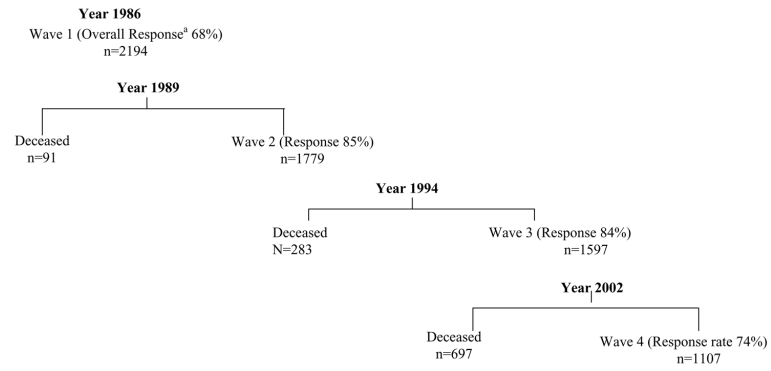 Year 1986
Wave 1 (Overall Responseᵃ 68%)
n=2194
Year 1989
Deceased
n=91
Wave 2 (Response 85%)
n=1779
Year 1994
Deceased
N=283
Wave 3 (Response 84%)
n=1597
Year 2002
Deceased
n=697
Wave 4 (Response rate 74%)
n=1107